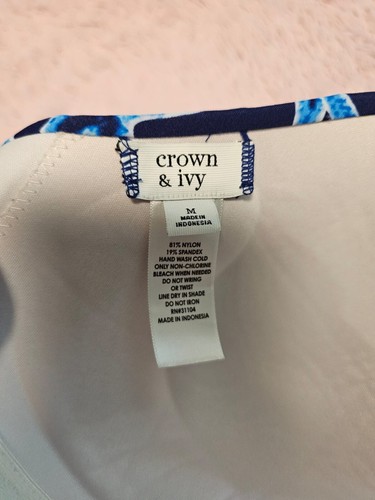 crown
& ivy
M
MADE IN
INDONESIA
81% NYLON
19% SPANDEX
HAND WASH COLD
ONLY NON-CHLORINE
BLEACH WHEN NEEDED
DO NOT WRING
OR TWIST
LINE DRY IN SHADE
DO NOT IRON
RN#51104
MADE IN INDONESIA